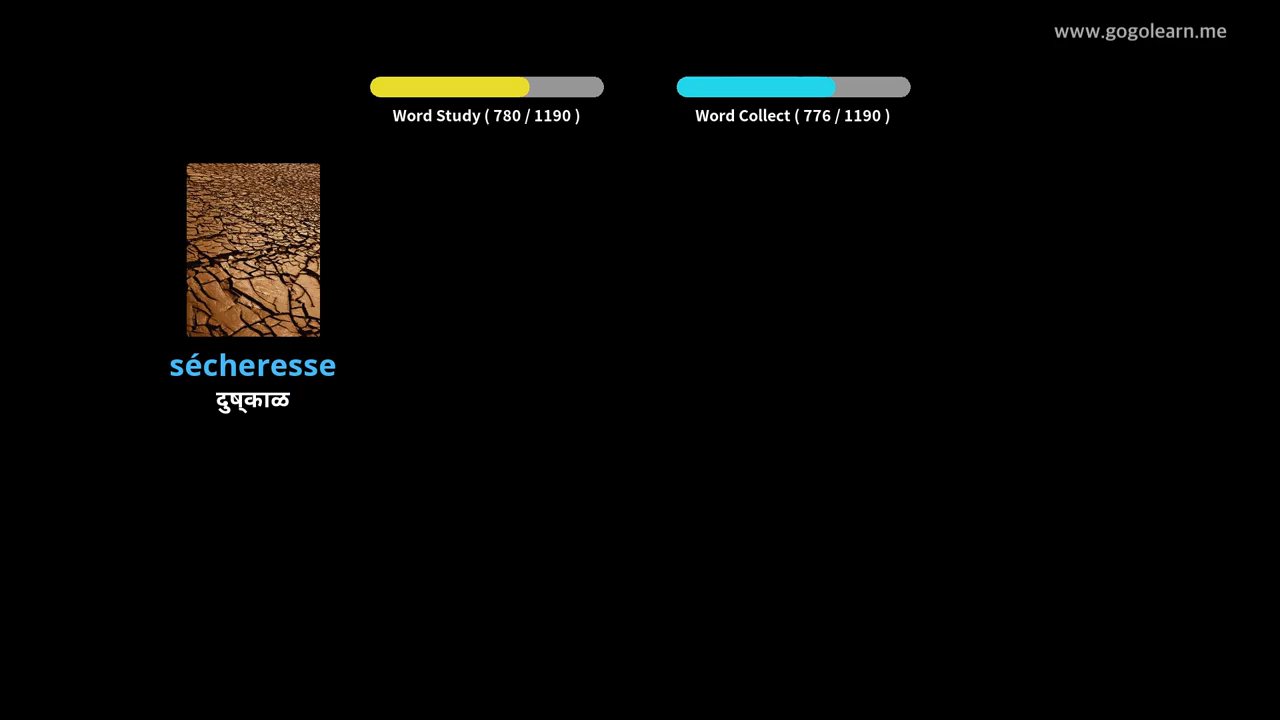 www.gogolearn.me
Word Study ( 780 / 1190 )
Word Collect ( 776 / 1190 )
sécheresse
दुष्काळ